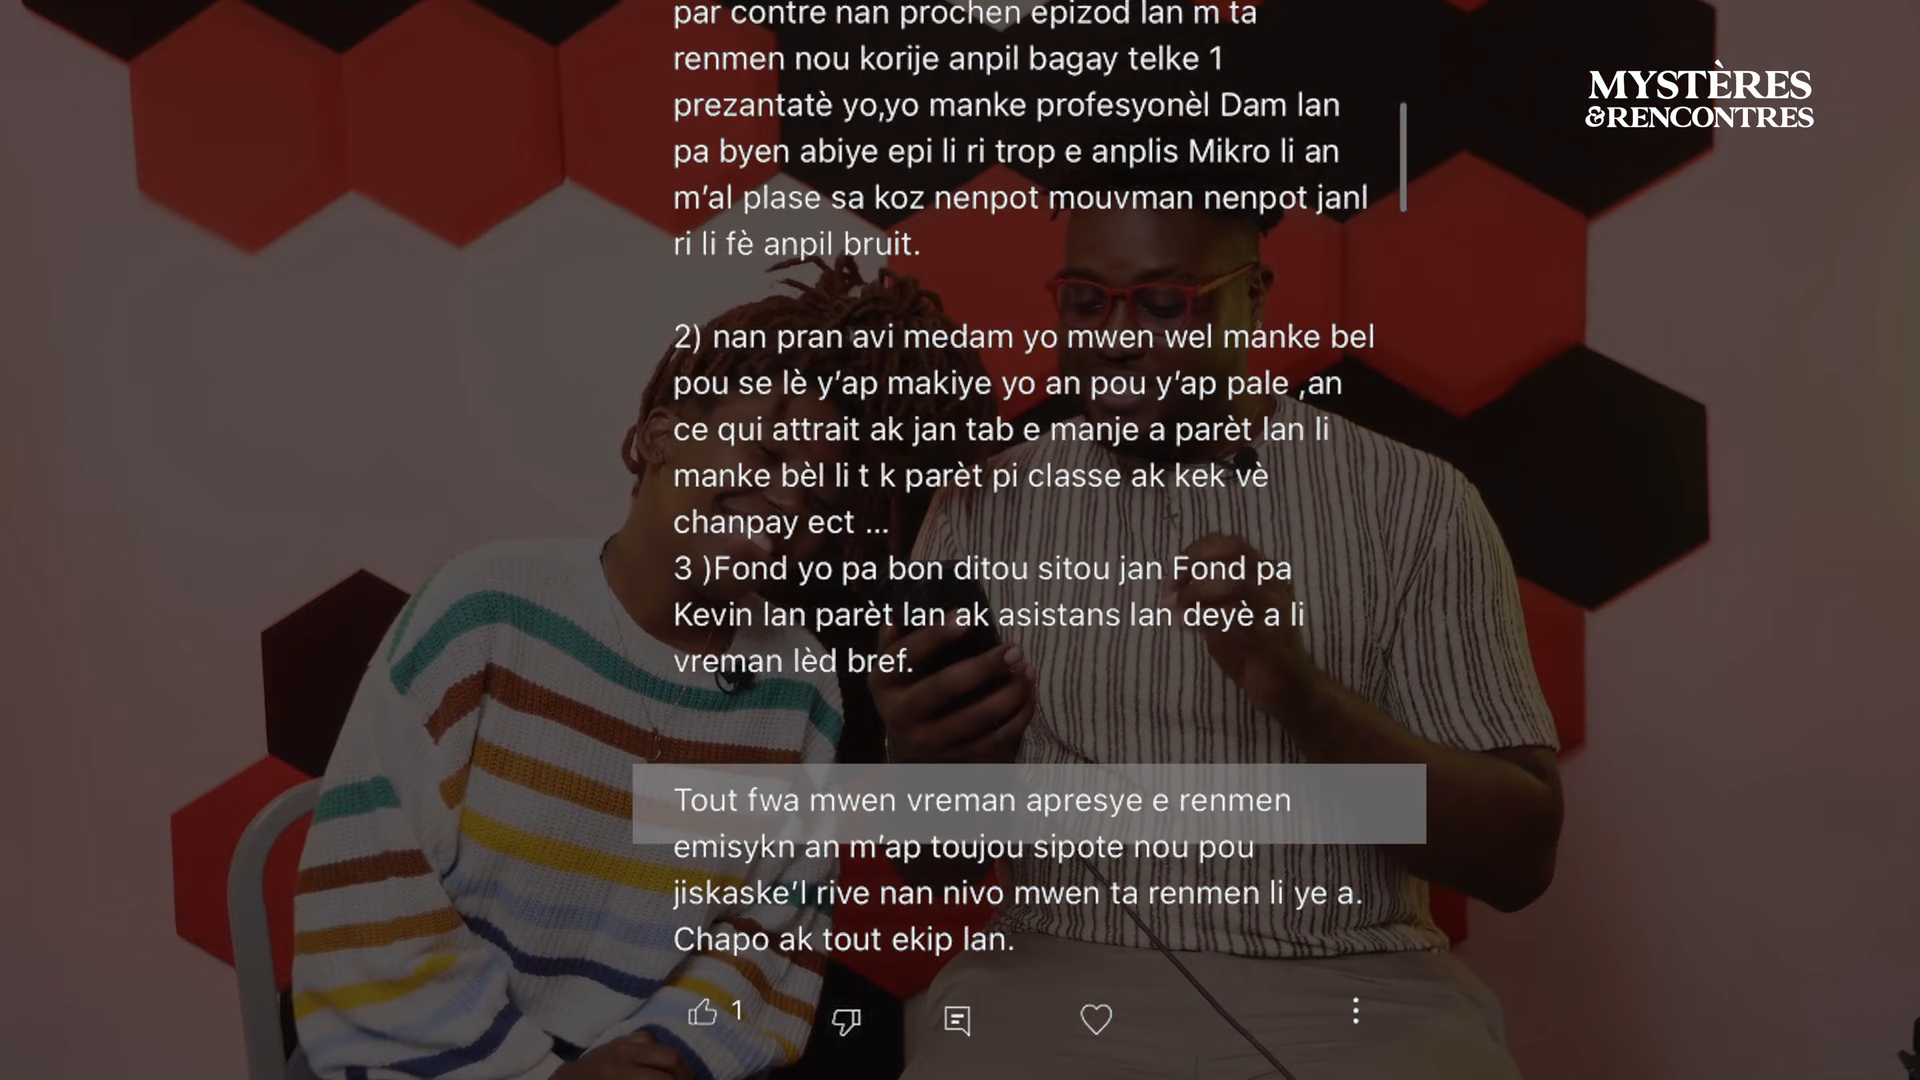 par contre nan prochen epizod lan m ta
renmen nou korije anpil bagay telke 1
prezantatè yo,yo manke profesyonèl Dam lan
pa byen abiye epi li ri trop e anplis Mikro li an
m’al plase sa koz nenpot mouvman nenpot janl
ri li fè anpil bruit.
2) nan pran avi medam yo mwen wel manke bel
pou se lè y’ap makiye yo an pou y’ap pale ,an
ce qui attrait ak jan tab e manje a parèt lan li
manke bèl li t k parèt pi classe ak kek vè
chanpay ect ...
3 )Fond yo pa bon ditou sitou jan Fond pa
Kevin lan parèt lan ak asistans lan deyè a li
vreman lèd bref.
Tout fwa mwen vreman apresye e renmen
emisykn an m’ap toujou sipote nou pou
jiskaske’l rive nan nivo mwen ta renmen li ye a.
Chapo ak tout ekip lan.
1
MYSTÈRES
&RENCONTRES